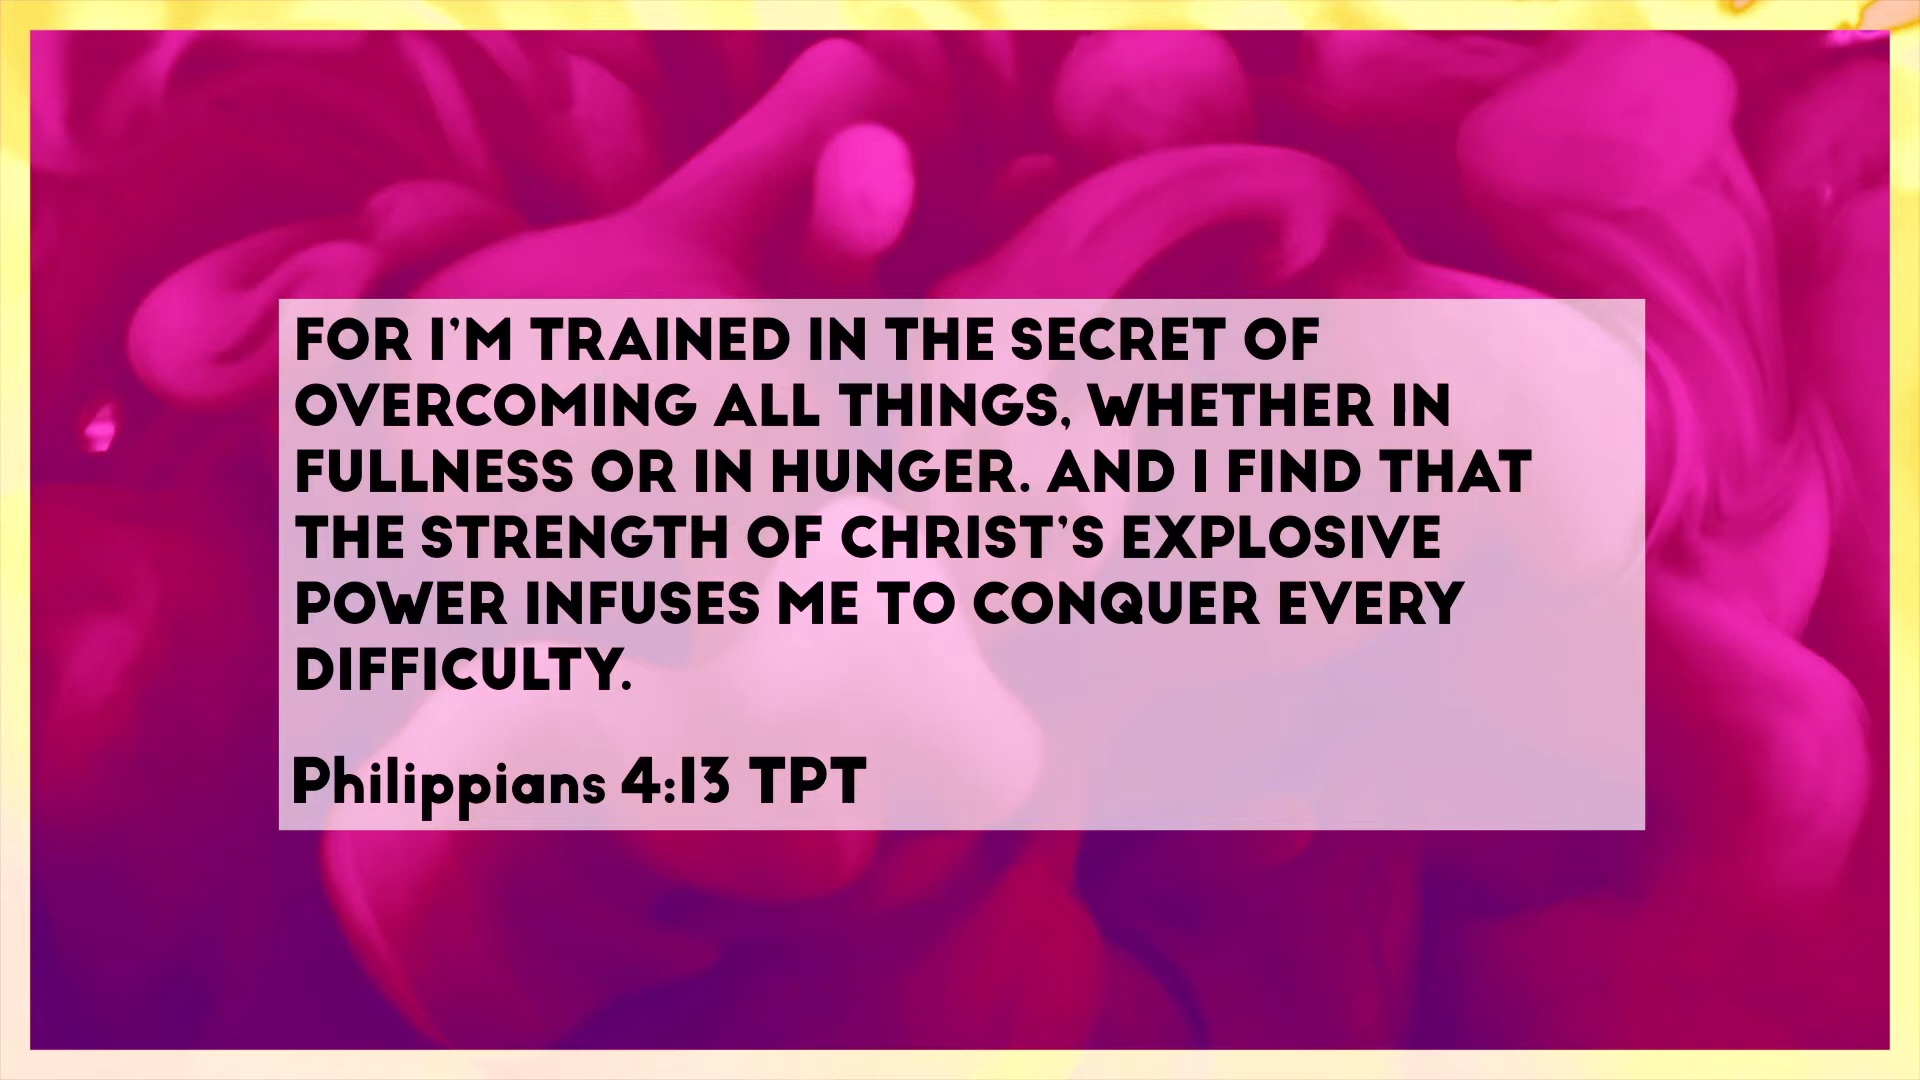 FOR I'M TRAINED IN THE SECRET OF
OVERCOMING ALL THINGS, WHETHER IN
FULLNESS OR IN HUNGER. AND I FIND THAT
THE STRENGTH OF CHRIST'S EXPLOSIVE
POWER INFUSES ME TO CONQUER EVERY
DIFFICULTY.
Philippians 4:13 TPT